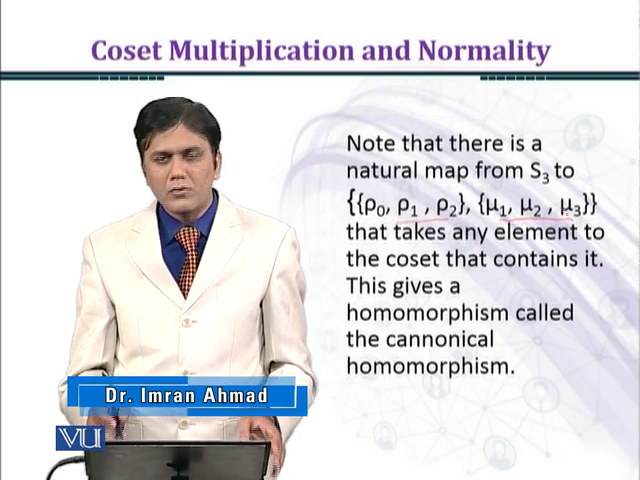 Coset Multiplication and Normality
Note that there is a
natural map from S₃ to
{{ρ₀, ρ₁ , ρ₂}, {μ₁, μ₂ , μ₃}}
that takes any element to
the coset that contains it.
This gives a
homomorphism called
the cannonical
homomorphism.
Dr. Imran Ahmad
VU